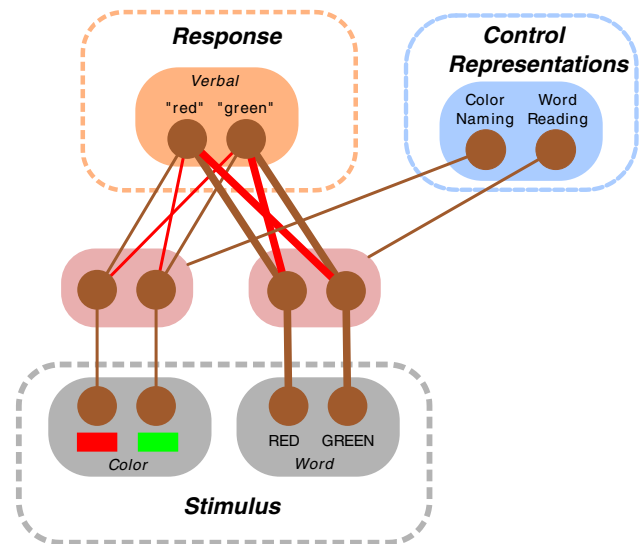 Response
Control
Representations
Verbal
"red" "green"
Color
Naming
Word
Reading
RED GREEN
Color
Word
Stimulus